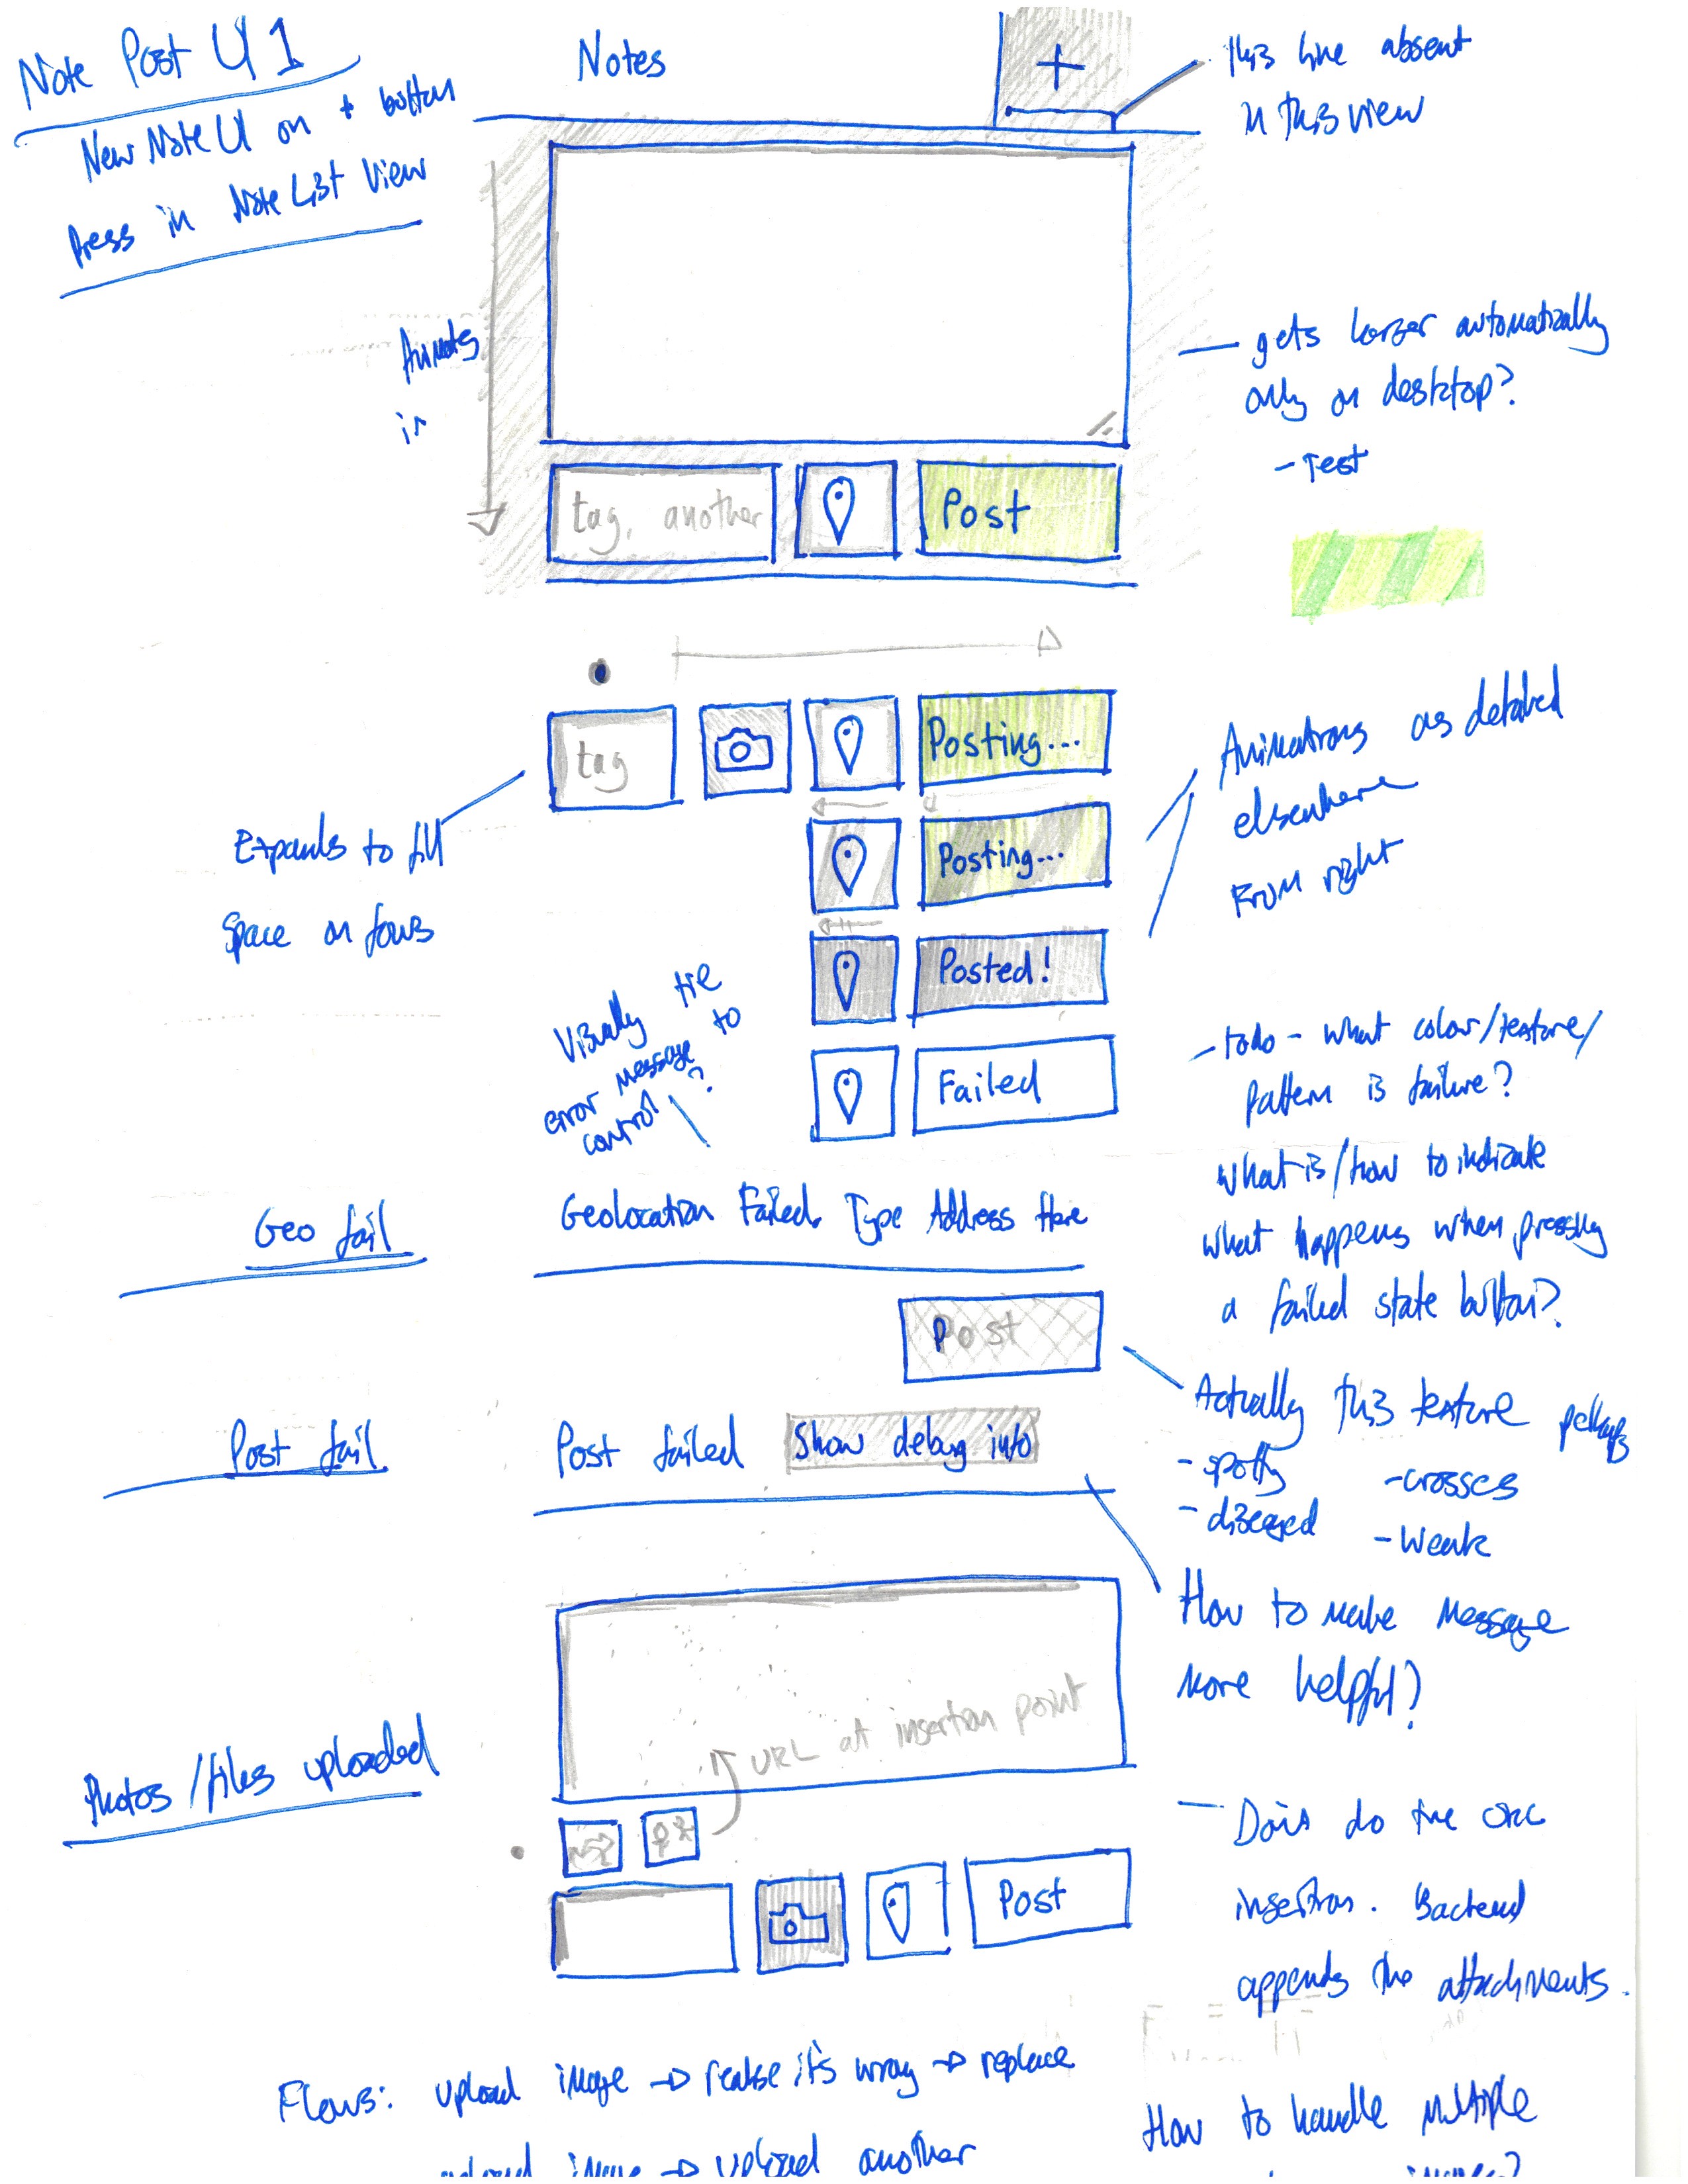 Note Post UI 1
New Note UI on + button
press in Note List View
Notes
+
this line absent
in this view
Animates
in
gets larger automatically
only on desktop?
- Test
tag, another
Post
tag
Posting...
Posting...
Posted!
Failed
Expands to fill
space on focus
Animations as detailed
elsewhere
From right
Visually tie
error message to
control?
- todo - what color/texture/
pattern is failure?
what is/how to indicate
what happens when pressing
a failed state button?
Geo fail
Geolocation Failed. Type Address Here
Post
Actually this texture perhaps
- spotty
- crosses
- diseased
- Weak
Post fail
Post failed
Show debug info
How to make message
more helpful?
Photos/files uploaded
URL at insertion point
Post
- Don't do the
insertion. Backend
appends the attachments.
Flows: upload image → realise it's wrong → replace
upload image → upload another
How to handle multiple
images?